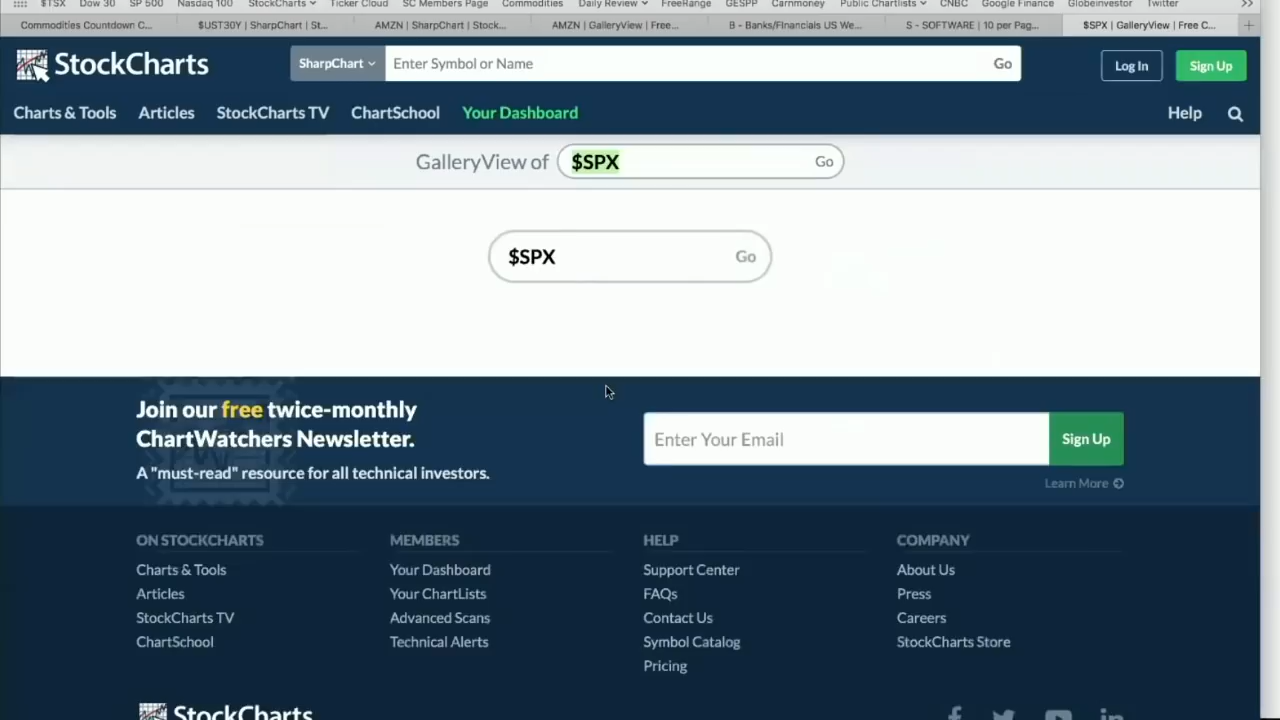 $TSX Dow 30 SP 500 Nasdaq 100 StockCharts Ticker Cloud SC Members Page Commodities Daily Review FreeRange GESPP Carnmoney Public Chartlists CNBC Google Finance Globeinvestor Twitter
Commodities Countdown C... $UST30Y | SharpChart | St... AMZN | SharpChart | Stock... AMZN | GalleryView | Free... B - Banks/Financials US We... S - SOFTWARE | 10 per Pag... $SPX | GalleryView | Free C...
StockCharts SharpChart Enter Symbol or Name Go Log In Sign Up
Charts & Tools Articles StockCharts TV ChartSchool Your Dashboard Help
GalleryView of $SPX Go
$SPX Go
Join our free twice-monthly
ChartWatchers Newsletter.
A "must-read" resource for all technical investors.
Enter Your Email Sign Up
Learn More
ON STOCKCHARTS MEMBERS HELP COMPANY
Charts & Tools Your Dashboard Support Center About Us
Articles Your ChartLists FAQs Press
StockCharts TV Advanced Scans Contact Us Careers
ChartSchool Technical Alerts Symbol Catalog StockCharts Store
Pricing
StockCharts